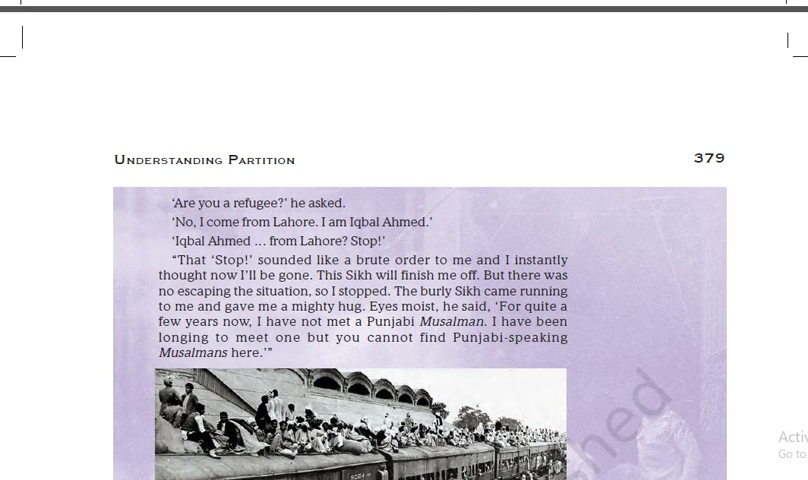 UNDERSTANDING PARTITION
379
‘Are you a refugee?’ he asked.
‘No, I come from Lahore. I am Iqbal Ahmed.’
‘Iqbal Ahmed ... from Lahore? Stop!’
“That ‘Stop!’ sounded like a brute order to me and I instantly
thought now I’ll be gone. This Sikh will finish me off. But there was
no escaping the situation, so I stopped. The burly Sikh came running
to me and gave me a mighty hug. Eyes moist, he said, ‘For quite a
few years now, I have not met a Punjabi Musalman. I have been
longing to meet one but you cannot find Punjabi-speaking
Musalmans here.’”
Go to